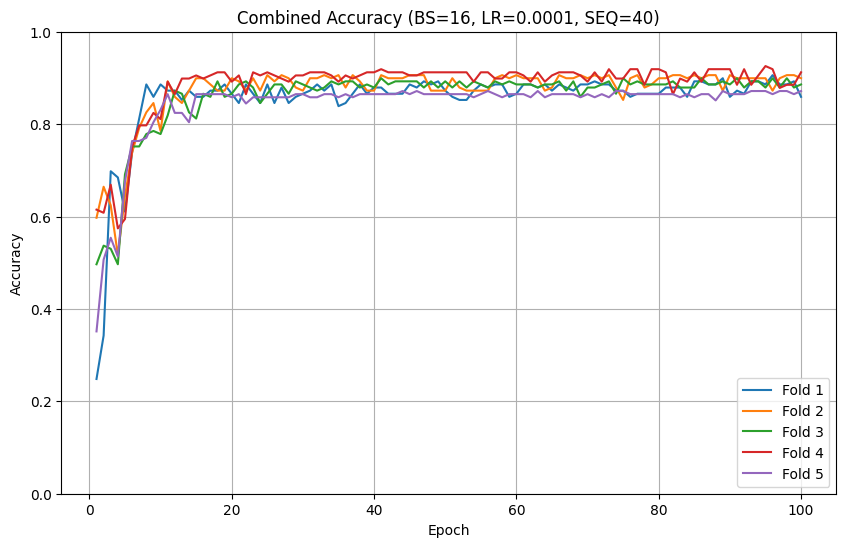 Combined Accuracy (BS=16, LR=0.0001, SEQ=40)
1.0
0.8
0.6
0.4
0.2
0.0
Accuracy
0 20 40 60 80 100
Epoch
Fold 1
Fold 2
Fold 3
Fold 4
Fold 5